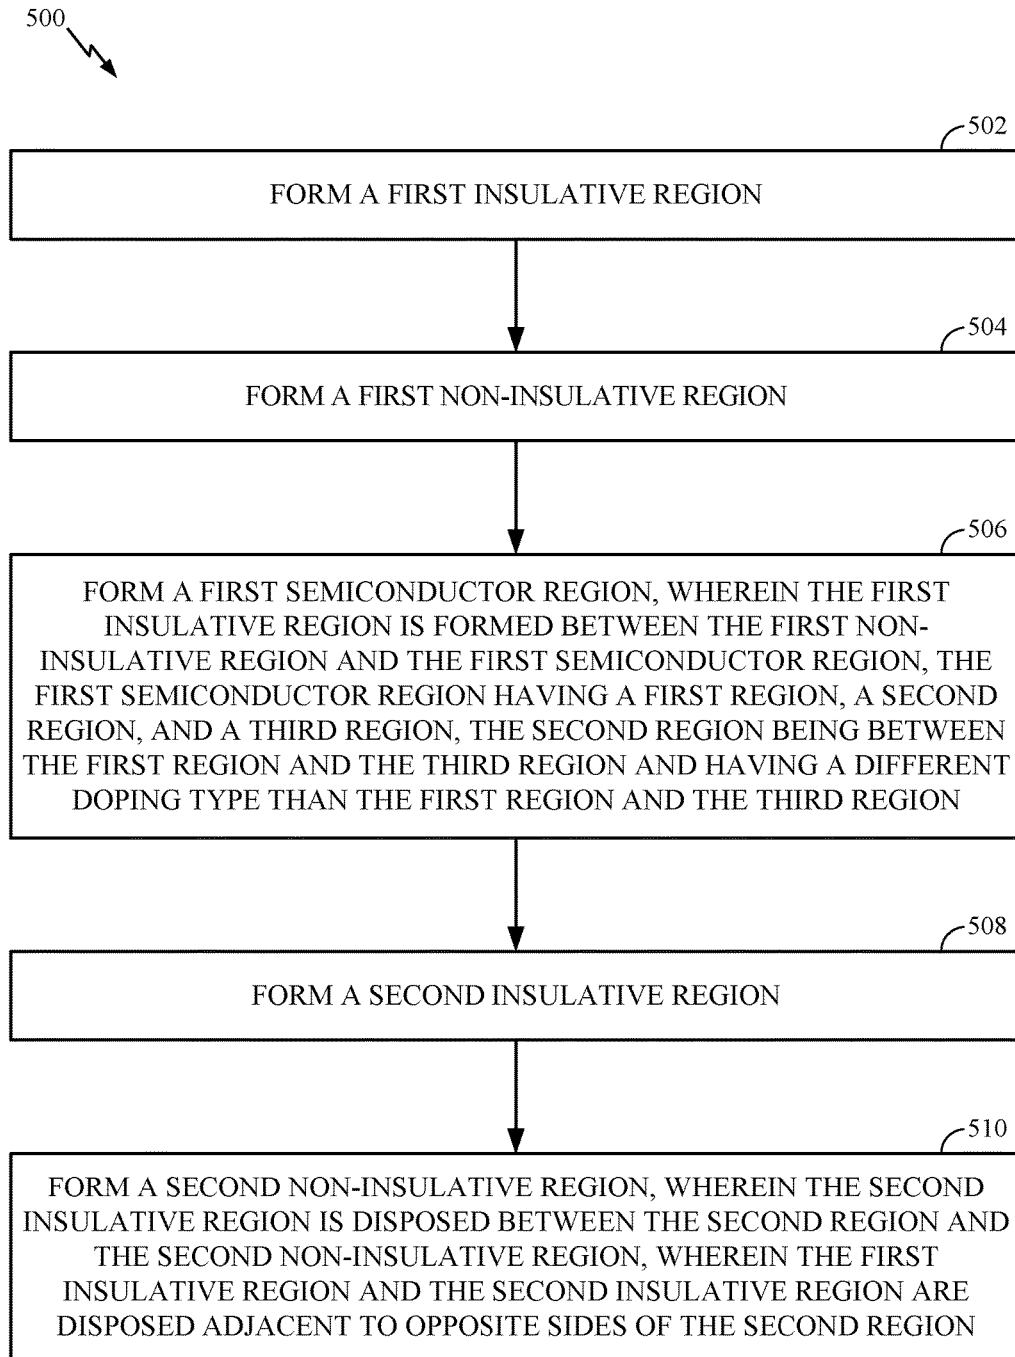 500
502
FORM A FIRST INSULATIVE REGION
504
FORM A FIRST NON-INSULATIVE REGION
506
FORM A FIRST SEMICONDUCTOR REGION, WHEREIN THE FIRST
INSULATIVE REGION IS FORMED BETWEEN THE FIRST NON-
INSULATIVE REGION AND THE FIRST SEMICONDUCTOR REGION, THE
FIRST SEMICONDUCTOR REGION HAVING A FIRST REGION, A SECOND
REGION, AND A THIRD REGION, THE SECOND REGION BEING BETWEEN
THE FIRST REGION AND THE THIRD REGION AND HAVING A DIFFERENT
DOPING TYPE THAN THE FIRST REGION AND THE THIRD REGION
508
FORM A SECOND INSULATIVE REGION
510
FORM A SECOND NON-INSULATIVE REGION, WHEREIN THE SECOND
INSULATIVE REGION IS DISPOSED BETWEEN THE SECOND REGION AND
THE SECOND NON-INSULATIVE REGION, WHEREIN THE FIRST
INSULATIVE REGION AND THE SECOND INSULATIVE REGION ARE
DISPOSED ADJACENT TO OPPOSITE SIDES OF THE SECOND REGION